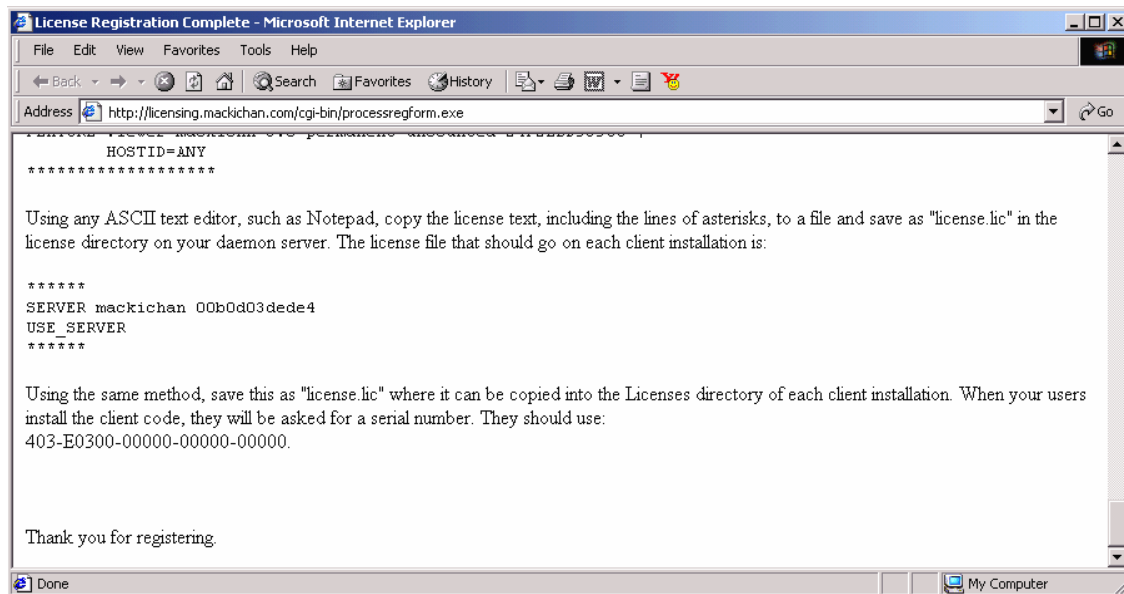 License Registration Complete - Microsoft Internet Explorer
File Edit View Favorites Tools Help
Back Search Favorites History
Address http://licensing.mackichan.com/cgi-bin/processregform.exe Go
HOSTID=ANY
*******************
Using any ASCII text editor, such as Notepad, copy the license text, including the lines of asterisks, to a file and save as "license.lic" in the
license directory on your daemon server. The license file that should go on each client installation is:
******
SERVER mackichan 00b0d03dede4
USE_SERVER
******
Using the same method, save this as "license.lic" where it can be copied into the Licenses directory of each client installation. When your users
install the client code, they will be asked for a serial number. They should use:
403-E0300-00000-00000-00000.
Thank you for registering.
Done My Computer